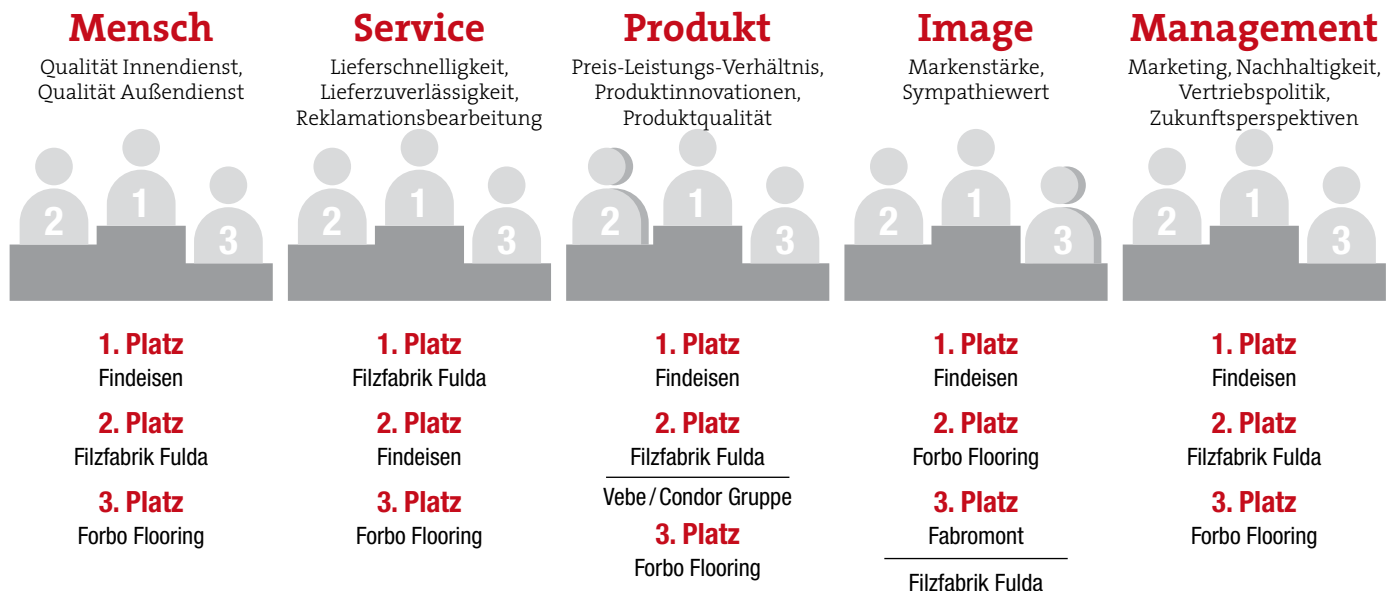 Mensch
Qualität Innendienst,
Qualität Außendienst
2
1
3
1. Platz
Findeisen
2. Platz
Filzfabrik Fulda
3. Platz
Forbo Flooring
Service
Lieferschnelligkeit,
Lieferzuverlässigkeit,
Reklamationsbearbeitung
2
1
3
1. Platz
Filzfabrik Fulda
2. Platz
Findeisen
3. Platz
Forbo Flooring
Produkt
Preis-Leistungs-Verhältnis,
Produktinnovationen,
Produktqualität
2
1
3
1. Platz
Findeisen
2. Platz
Filzfabrik Fulda
Vebe/Condor Gruppe
3. Platz
Forbo Flooring
Image
Markenstärke,
Sympathiewert
2
1
3
1. Platz
Findeisen
2. Platz
Forbo Flooring
3. Platz
Fabromont
Filzfabrik Fulda
Management
Marketing, Nachhaltigkeit,
Vertriebspolitik,
Zukunftsperspektiven
2
1
3
1. Platz
Findeisen
2. Platz
Filzfabrik Fulda
3. Platz
Forbo Flooring